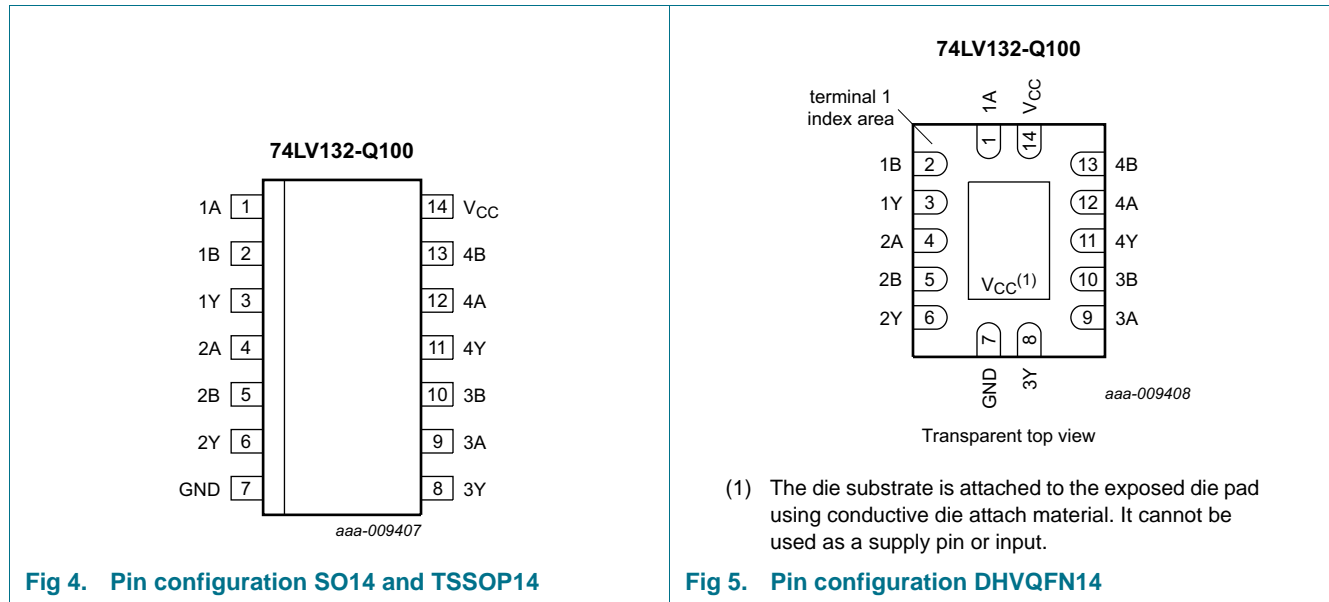 74LV132-Q100
1A 1 14 VCC
1B 2 13 4B
1Y 3 12 4A
2A 4 11 4Y
2B 5 10 3B
2Y 6 9 3A
GND 7 8 3Y
aaa-009407
Fig 4. Pin configuration SO14 and TSSOP14
74LV132-Q100
terminal 1
index area
1A VCC
1 14
1B 2 13 4B
1Y 3 12 4A
2A 4 11 4Y
2B 5 VCC(1) 10 3B
2Y 6 9 3A
7 8
GND 3Y
aaa-009408
Transparent top view
(1) The die substrate is attached to the exposed die pad
using conductive die attach material. It cannot be
used as a supply pin or input.
Fig 5. Pin configuration DHVQFN14